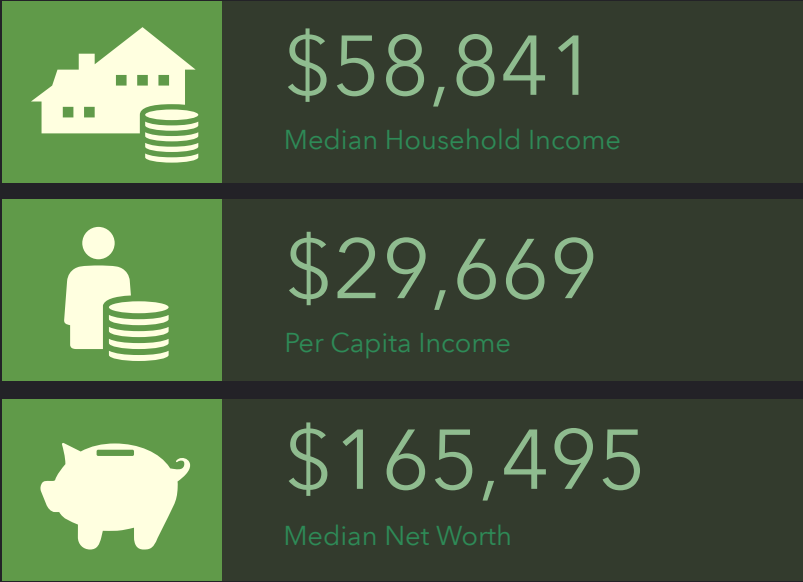 $58,841
Median Household Income
$29,669
Per Capita Income
$165,495
Median Net Worth